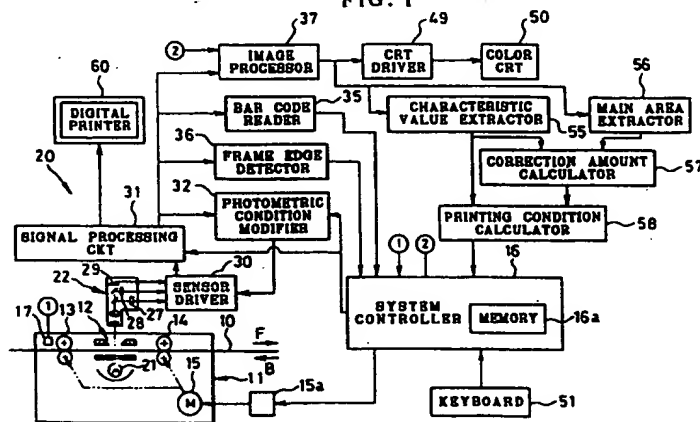 FIG. 1
37
49
50
2
IMAGE
PROCESSOR
CRT
DRIVER
COLOR
CRT
60
35
56
DIGITAL
PRINTER
BAR CODE
READER
CHARACTERISTIC
VALUE EXTRACTOR
MAIN AREA
EXTRACTOR
36
55
20
FRAME EDGE
DETECTOR
CORRECTION AMOUNT
CALCULATOR
57
31
32
PHOTOMETRIC
CONDITION
MODIFIER
PRINTING CONDITION
CALCULATOR
58
SIGNAL PROCESSING
CKT
1
2
16
29
30
22
SENSOR
DRIVER
27
28
SYSTEM
CONTROLLER
MEMORY
16a
1
17
13
12
14
10
F
B
21
11
15
15a
M
KEYBOARD
51